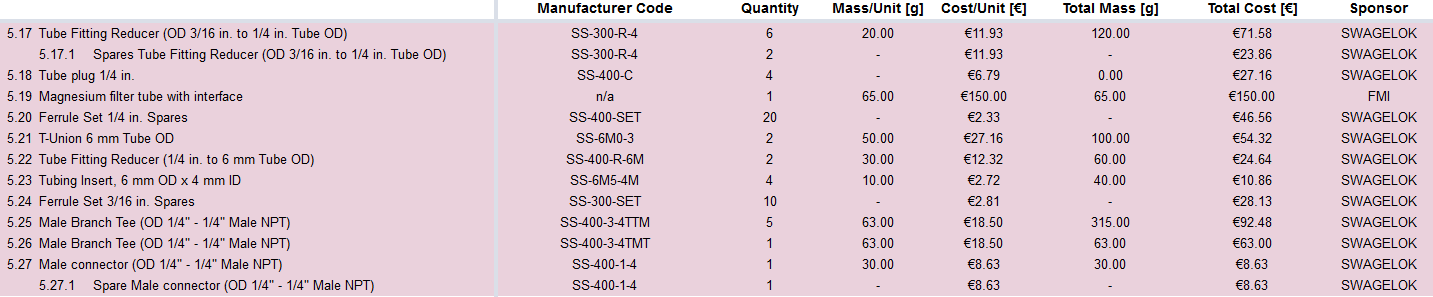 Manufacturer Code Quantity Mass/Unit [g] Cost/Unit [€] Total Mass [g] Total Cost [€] Sponsor
5.17 Tube Fitting Reducer (OD 3/16 in. to 1/4 in. Tube OD) SS-300-R-4 6 20.00 €11.93 120.00 €71.58 SWAGELOK
5.17.1 Spares Tube Fitting Reducer (OD 3/16 in. to 1/4 in. Tube OD) SS-300-R-4 2 - €11.93 - €23.86 SWAGELOK
5.18 Tube plug 1/4 in. SS-400-C 4 - €6.79 0.00 €27.16 SWAGELOK
5.19 Magnesium filter tube with interface n/a 1 65.00 €150.00 65.00 €150.00 FMI
5.20 Ferrule Set 1/4 in. Spares SS-400-SET 20 - €2.33 - €46.56 SWAGELOK
5.21 T-Union 6 mm Tube OD SS-6M0-3 2 50.00 €27.16 100.00 €54.32 SWAGELOK
5.22 Tube Fitting Reducer (1/4 in. to 6 mm Tube OD) SS-400-R-6M 2 30.00 €12.32 60.00 €24.64 SWAGELOK
5.23 Tubing Insert, 6 mm OD x 4 mm ID SS-6M5-4M 4 10.00 €2.72 40.00 €10.86 SWAGELOK
5.24 Ferrule Set 3/16 in. Spares SS-300-SET 10 - €2.81 - €28.13 SWAGELOK
5.25 Male Branch Tee (OD 1/4" - 1/4" Male NPT) SS-400-3-4TTM 5 63.00 €18.50 315.00 €92.48 SWAGELOK
5.26 Male Branch Tee (OD 1/4" - 1/4" Male NPT) SS-400-3-4TMT 1 63.00 €18.50 63.00 €63.00 SWAGELOK
5.27 Male connector (OD 1/4" - 1/4" Male NPT) SS-400-1-4 1 30.00 €8.63 30.00 €8.63 SWAGELOK
5.27.1 Spare Male connector (OD 1/4" - 1/4" Male NPT) SS-400-1-4 1 - €8.63 - €8.63 SWAGELOK